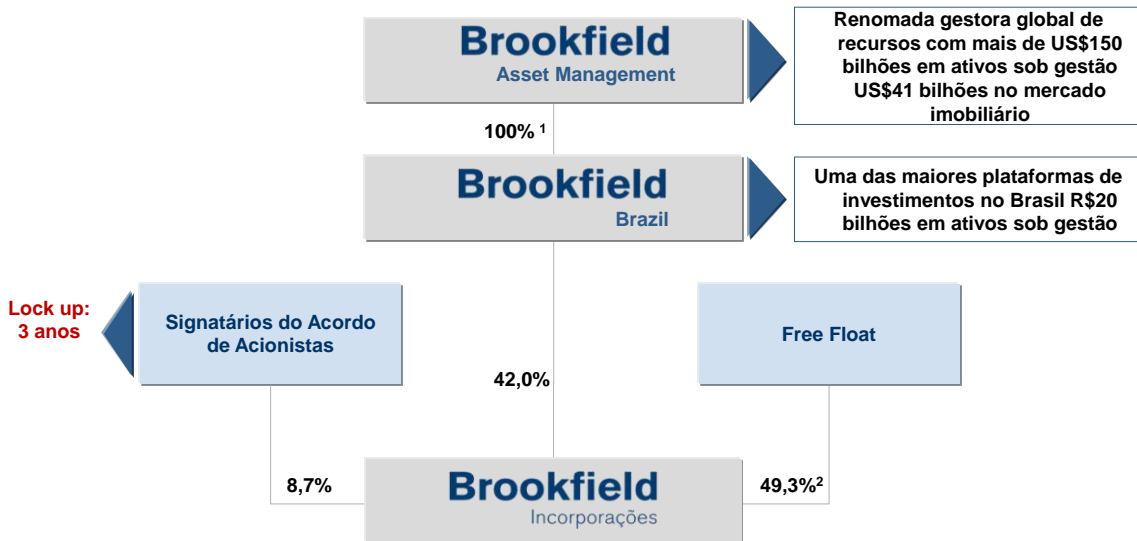 Brookfield
Asset Management
Renomada gestora global de
recursos com mais de US$150
bilhões em ativos sob gestão
US$41 bilhões no mercado
imobiliário
100% ¹
Brookfield
Brazil
Uma das maiores plataformas de
investimentos no Brasil R$20
bilhões em ativos sob gestão
Lock up:
3 anos
Signatários do Acordo
de Acionistas
Free Float
42,0%
8,7%
Brookfield
Incorporações
49,3%²